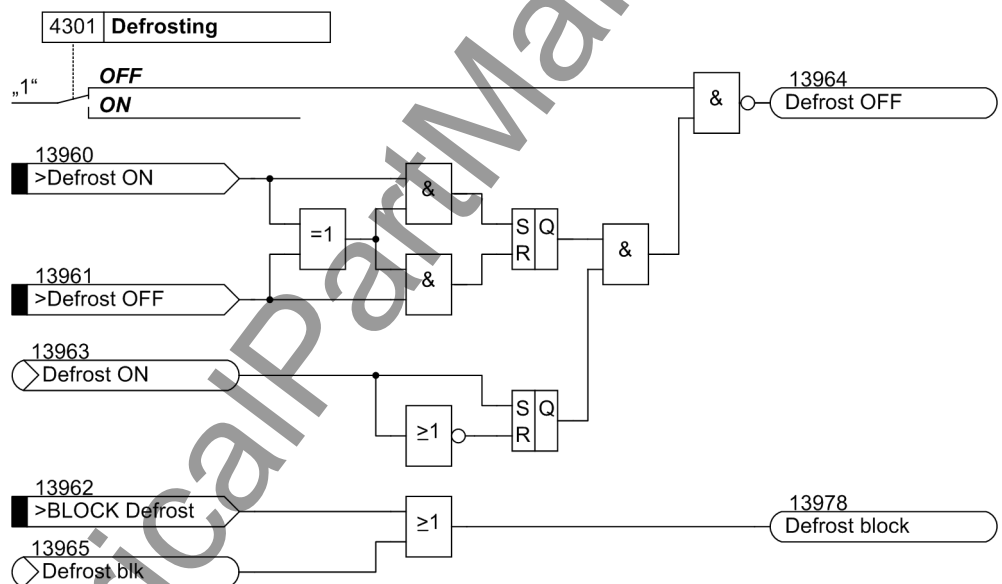 4301 Defrosting
„1“
OFF
ON
&
13964
Defrost OFF
13960
>Defrost ON
&
=1
S Q
R
&
13961
>Defrost OFF
&
13963
Defrost ON
S Q
R
≥1
13962
>BLOCK Defrost
≥1
13978
Defrost block
13965
Defrost blk